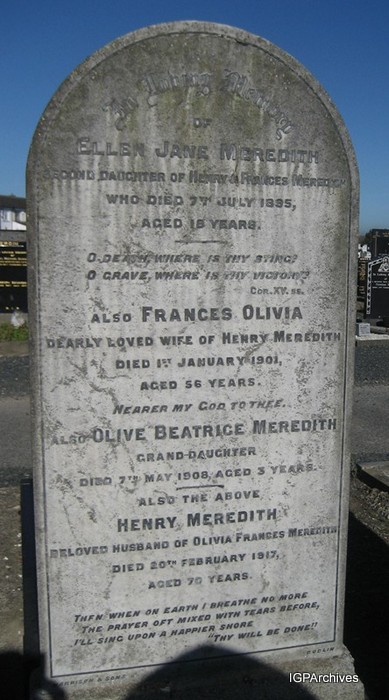 In Loving Memory
OF
ELLEN JANE MEREDITH
SECOND DAUGHTER OF HENRY & FRANCES MEREDITH
WHO DIED 7TH JULY 1895,
AGED 18 YEARS.
O DEATH, WHERE IS THY STING?
O GRAVE, WHERE IS THY VICTORY?
COR. XV. 55.
ALSO FRANCES OLIVIA
DEARLY LOVED WIFE OF HENRY MEREDITH
DIED 1ST JANUARY 1901,
AGED 56 YEARS.
NEARER MY GOD TO THEE.
ALSO OLIVE BEATRICE MEREDITH
GRAND-DAUGHTER
DIED 7TH MAY 1908, AGED 3 YEARS.
ALSO THE ABOVE
HENRY MEREDITH
BELOVED HUSBAND OF OLIVIA FRANCES MEREDITH
DIED 20TH FEBRUARY 1917,
AGED 70 YEARS.
THEN WHEN ON EARTH I BREATHE NO MORE
THE PRAYER OFT MIXED WITH TEARS BEFORE,
I'LL SING UPON A HAPPIER SHORE
"THY WILL BE DONE!!"
& SONS DUBLIN
IGPArchives